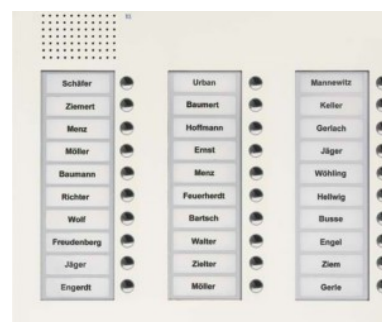 Schäfer
Ziemert
Menz
Möller
Baumann
Richter
Wolf
Freudenberg
Jäger
Engerdt
Urban
Baumert
Hoffmann
Ernst
Menz
Feuerherdt
Bartsch
Walter
Zielter
Möller
Mannewitz
Keller
Gerlach
Jäger
Wöhling
Hellwig
Busse
Engel
Ziem
Gerle